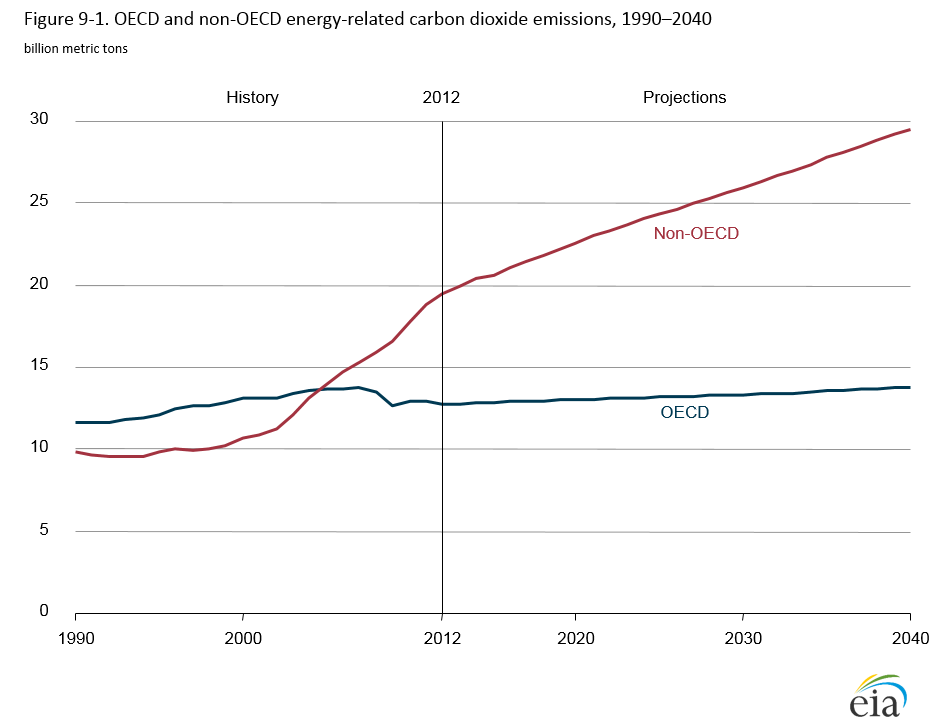 Figure 9-1. OECD and non-OECD energy-related carbon dioxide emissions, 1990–2040
billion metric tons
History 2012 Projections
30
25
Non-OECD
20
15
OECD
10
5
0
1990 2000 2012 2020 2030 2040
eia